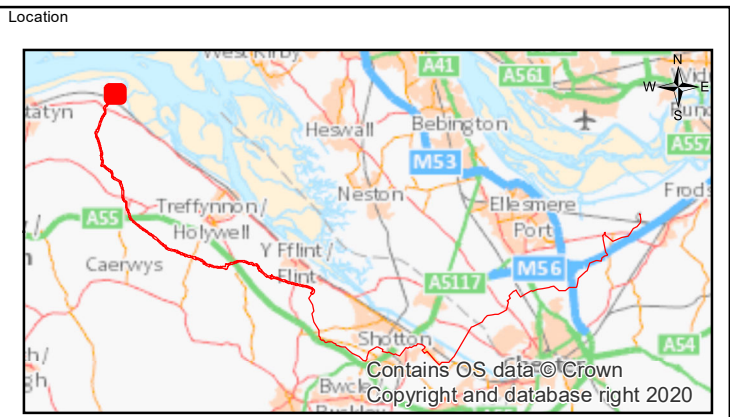 Location
West Kirby
A41
A561
N
W
E
S
tatyn
Heswall
Bebington
A557
M53
Neston
Treffynnon /
Holywell
Ellesmere
Port
Frods
A55
Caerwys
Y Fflint /
Flint
M56
A5117
Shotton
A54
Contains OS data © Crown
Copyright and database right 2020